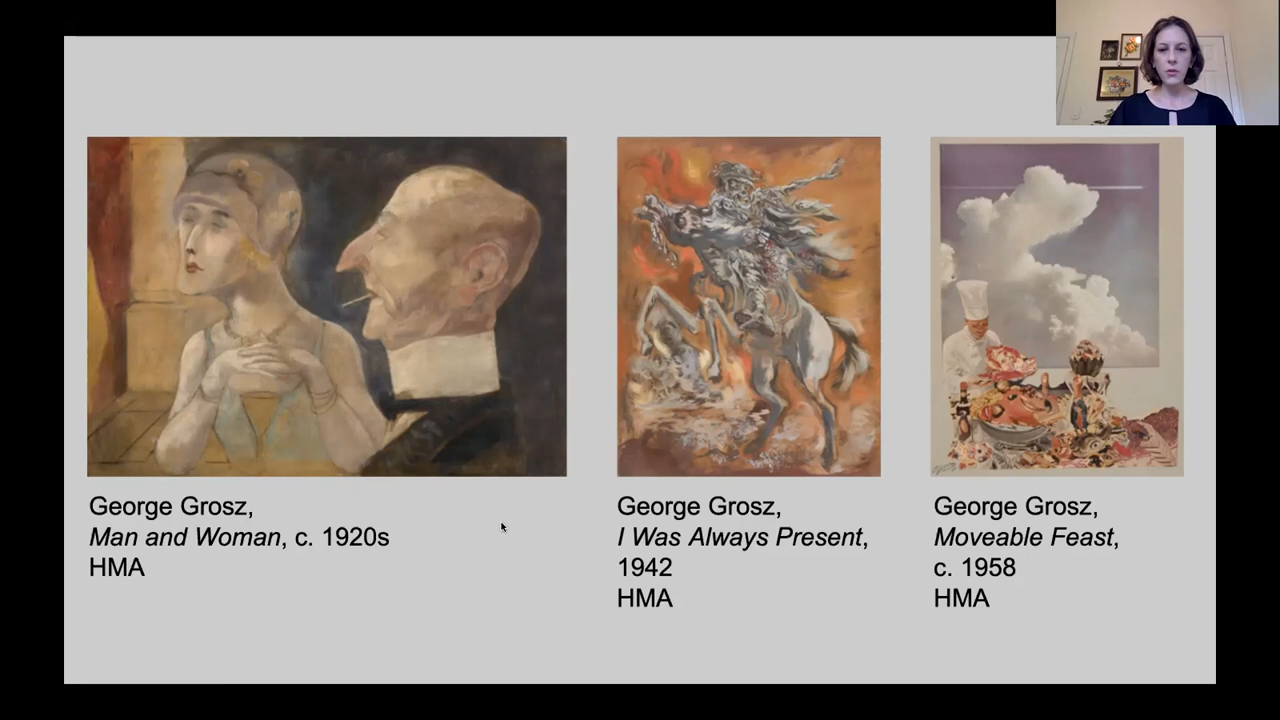 George Grosz,
Man and Woman, c. 1920s
HMA
George Grosz,
I Was Always Present,
1942
HMA
George Grosz,
Moveable Feast,
c. 1958
HMA